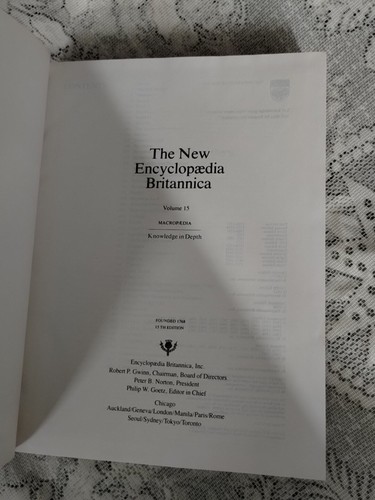 The New
Encyclopædia
Britannica
Volume 15
MACROPÆDIA
Knowledge in Depth
FOUNDED 1768
15TH EDITION
Encyclopædia Britannica, Inc.
Robert P. Gwinn, Chairman, Board of Directors
Peter B. Norton, President
Philip W. Goetz, Editor in Chief
Chicago
Auckland/Geneva/London/Manila/Paris/Rome
Seoul/Sydney/Tokyo/Toronto